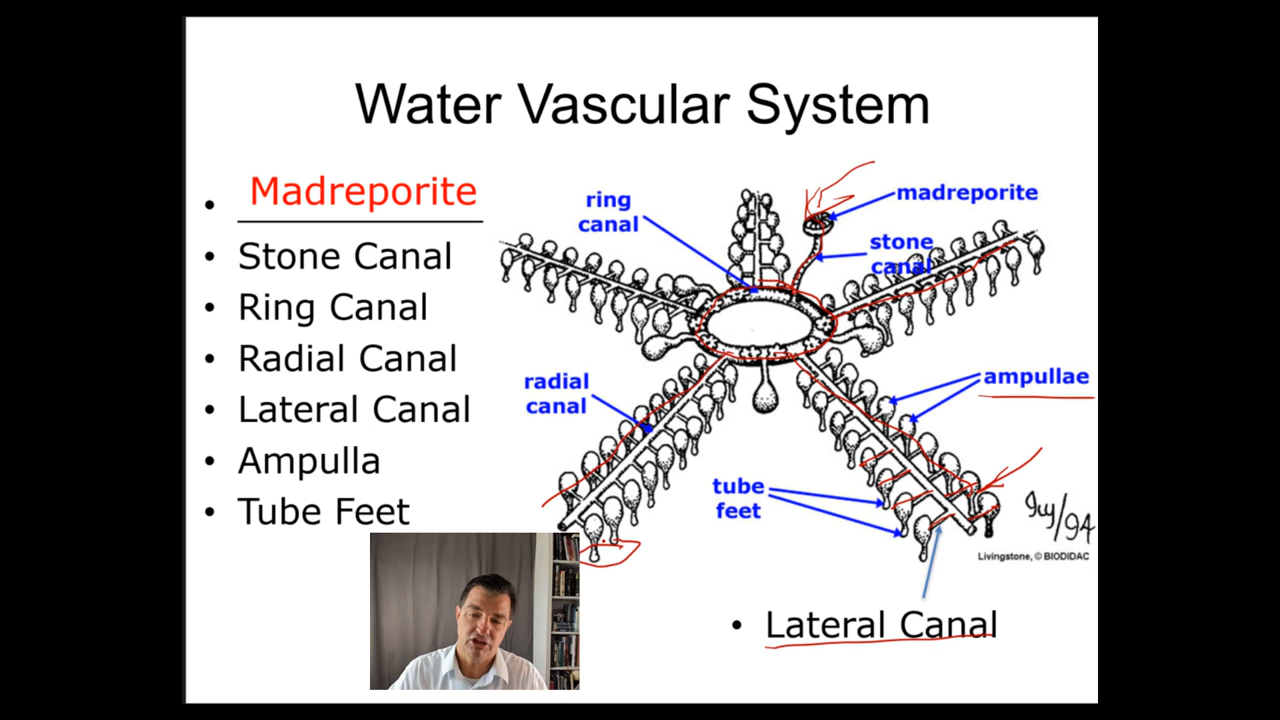 Water Vascular System
• Madreporite
• Stone Canal
• Ring Canal
• Radial Canal
• Lateral Canal
• Ampulla
• Tube Feet
ring
canal
madreporite
stone
canal
radial
canal
ampullae
tube
feet
Livingstone, © BIODIDAC
• Lateral Canal